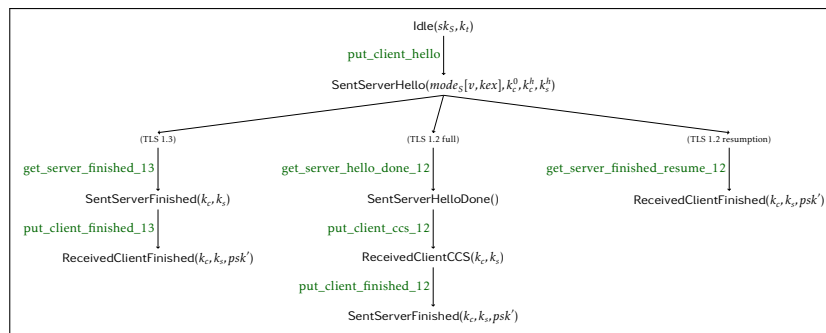 Idle(sk_S, k_t)
put_client_hello
SentServerHello(mode_S[v, kex], k_c^0, k_c^h, k_s^h)
(TLS 1.3)
(TLS 1.2 full)
(TLS 1.2 resumption)
get_server_finished_13
get_server_hello_done_12
get_server_finished_resume_12
SentServerFinished(k_c, k_s)
SentServerHelloDone()
ReceivedClientFinished(k_c, k_s, psk')
put_client_finished_13
put_client_ccs_12
ReceivedClientFinished(k_c, k_s, psk')
ReceivedClientCCS(k_c, k_s)
put_client_finished_12
SentServerFinished(k_c, k_s, psk')